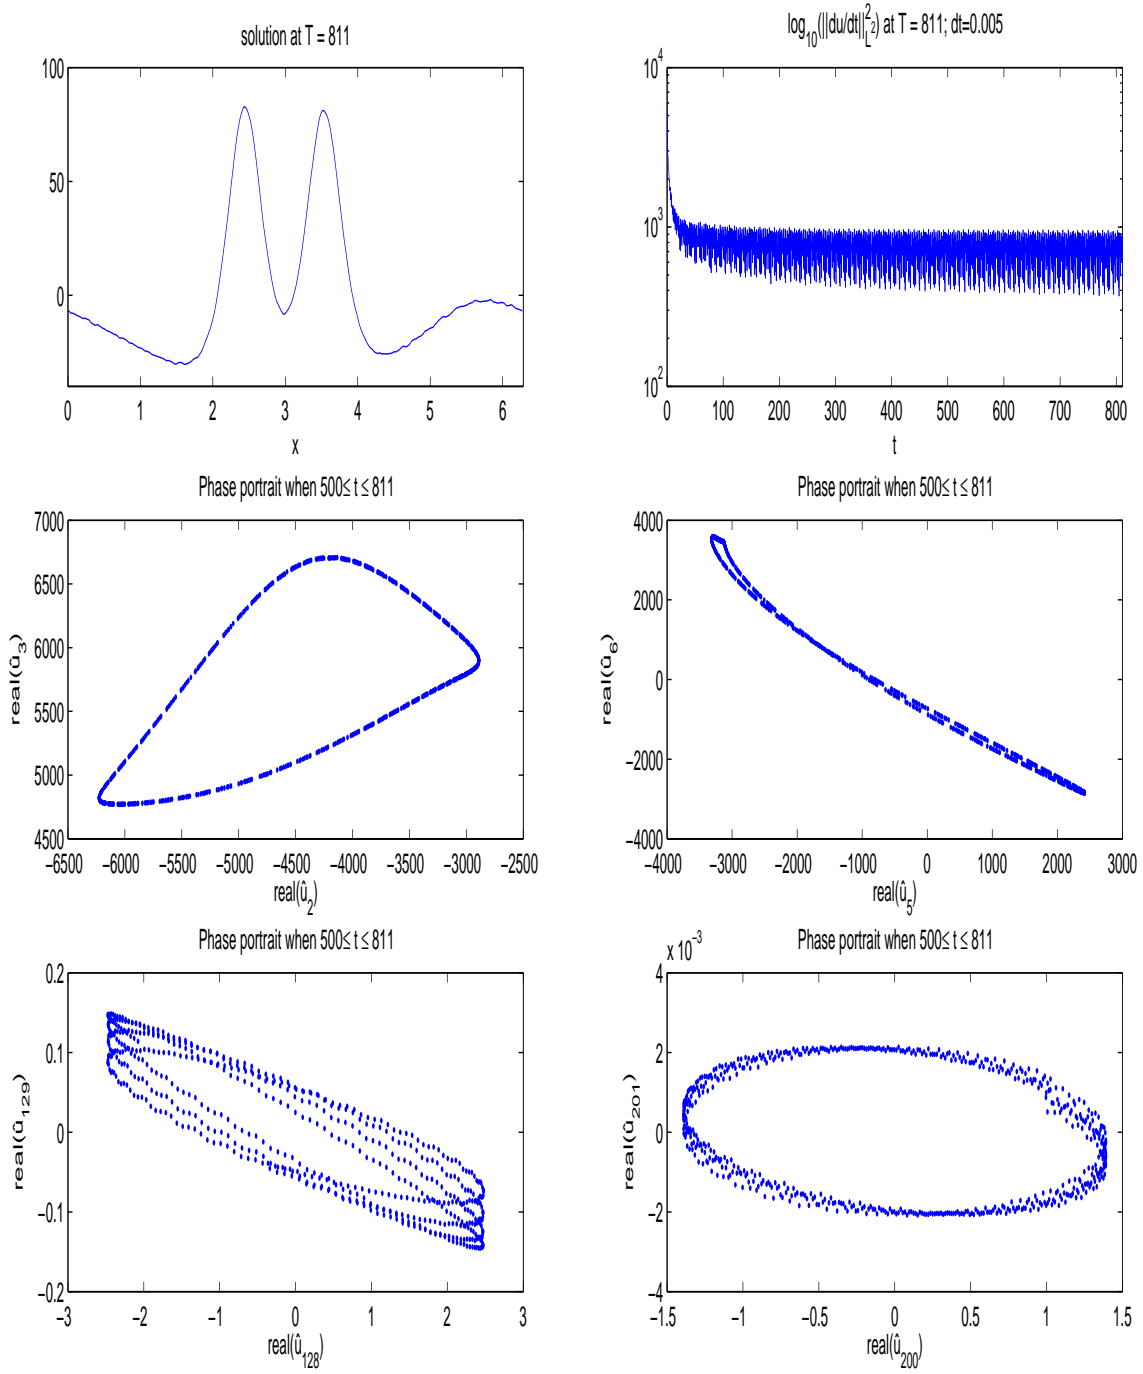 solution at T = 811
100
50
0
0 1 2 3 4 5 6
x
log₁₀(||du/dt||²_L²) at T = 811; dt=0.005
10⁴
10³
10²
0 100 200 300 400 500 600 700 800
t
Phase portrait when 500≤ t ≤ 811
real(û₃)
7000
6500
6000
5500
5000
4500
−6500 −6000 −5500 −5000 −4500 −4000 −3500 −3000 −2500
real(û₂)
Phase portrait when 500≤ t ≤ 811
real(û₆)
4000
2000
0
−2000
−4000
−4000 −3000 −2000 −1000 0 1000 2000 3000
real(û₅)
Phase portrait when 500≤ t ≤ 811
real(û₁₂₉)
0.2
0.1
0
−0.1
−0.2
−3 −2 −1 0 1 2 3
real(û₁₂₈)
Phase portrait when 500≤ t ≤ 811
x 10⁻³
real(û₂₀₁)
4
2
0
−2
−4
−1.5 −1 −0.5 0 0.5 1 1.5
real(û₂₀₀)